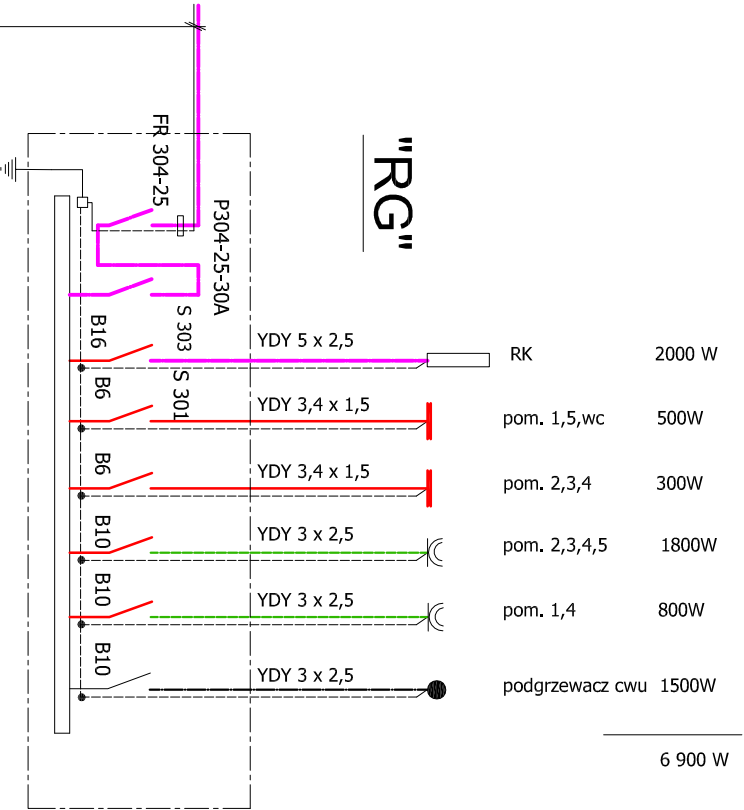 "RG"
FR 304-25
P304-25-30A
B16
S 303
YDY 5 x 2,5
RK
2000 W
B6
S 301
YDY 3,4 x 1,5
pom. 1,5,wc
500W
B6
YDY 3,4 x 1,5
pom. 2,3,4
300W
B10
YDY 3 x 2,5
pom. 2,3,4,5
1800W
B10
YDY 3 x 2,5
pom. 1,4
800W
B10
YDY 3 x 2,5
podgrzewacz cwu
1500W
6 900 W